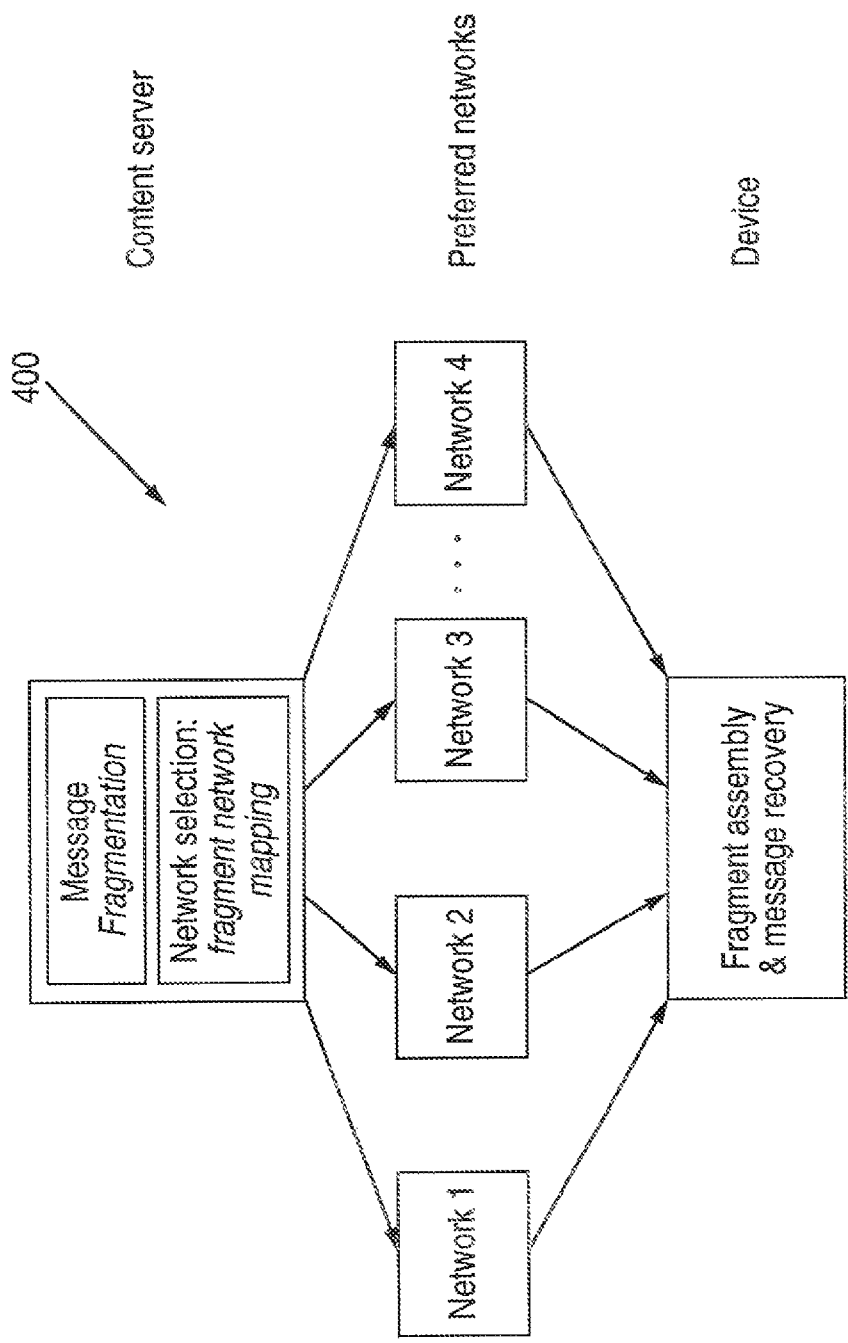 400
Content server
Message
Fragmentation
Network selection:
fragment network
mapping
Preferred networks
Network 1
Network 2
Network 3
. . .
Network 4
Device
Fragment assembly
& message recovery